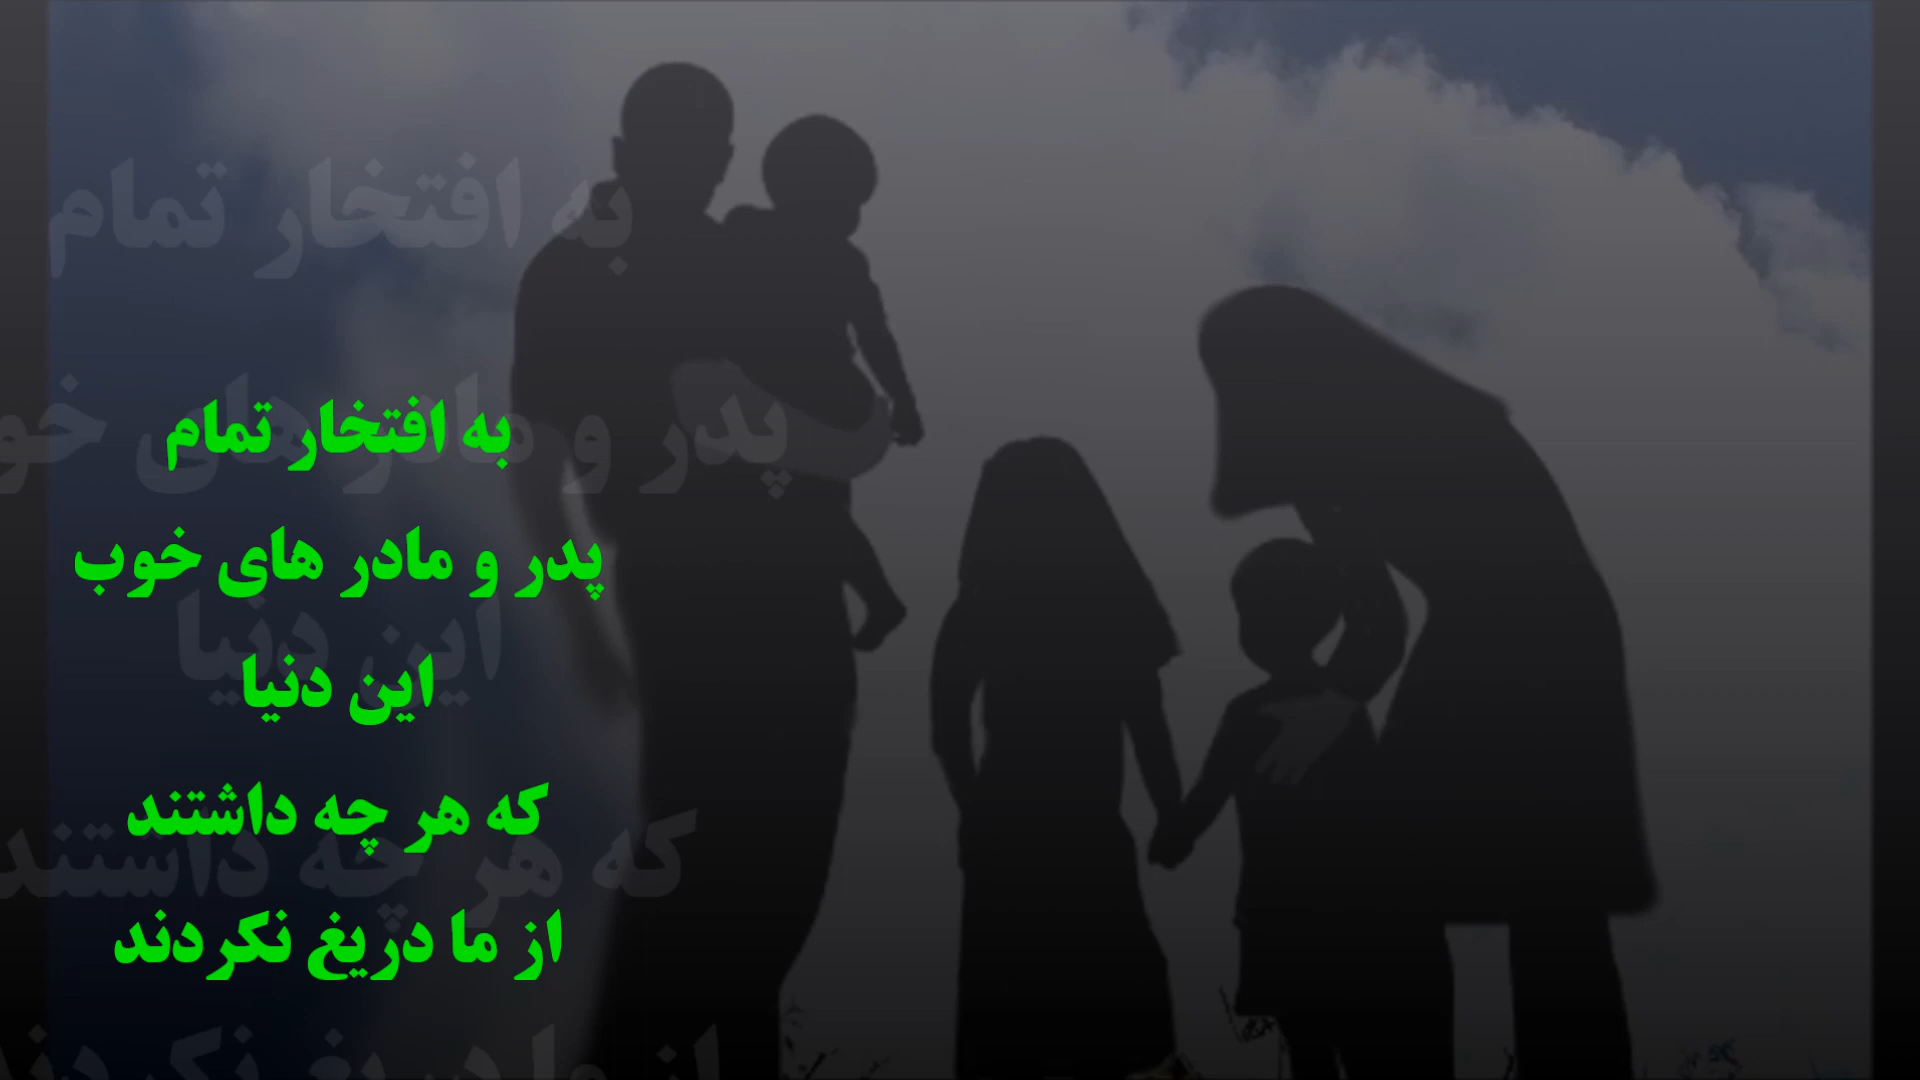 به افتخار تمام
پدر و مادر های خوب
این دنیا
که هر چه داشتند
از ما دریغ نکردند